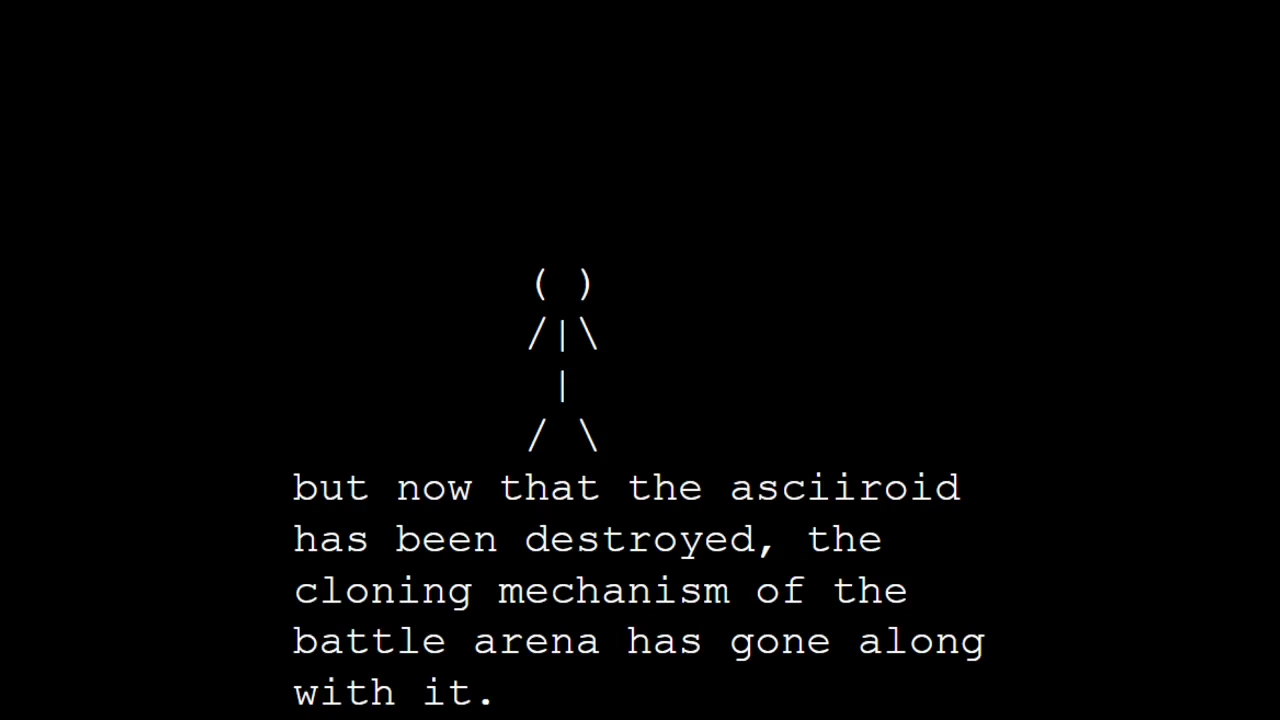 ( )
/|\
|
/ \
but now that the asciiroid
has been destroyed, the
cloning mechanism of the
battle arena has gone along
with it.